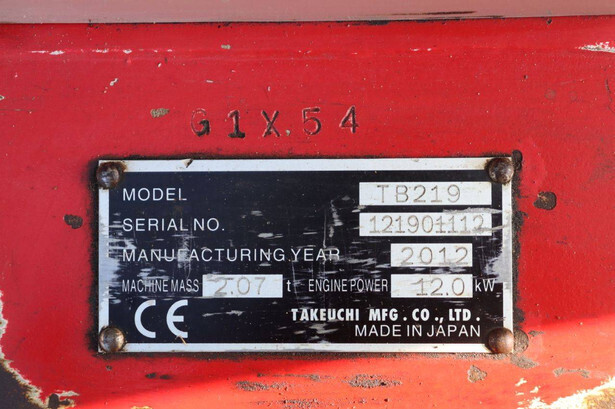 G1X.54
MODEL TB219
SERIAL NO. 121901112
MANUFACTURING YEAR 2012
MACHINE MASS 2.07 t ENGINE POWER 12.0 kW
CE TAKEUCHI MFG. CO., LTD.
MADE IN JAPAN